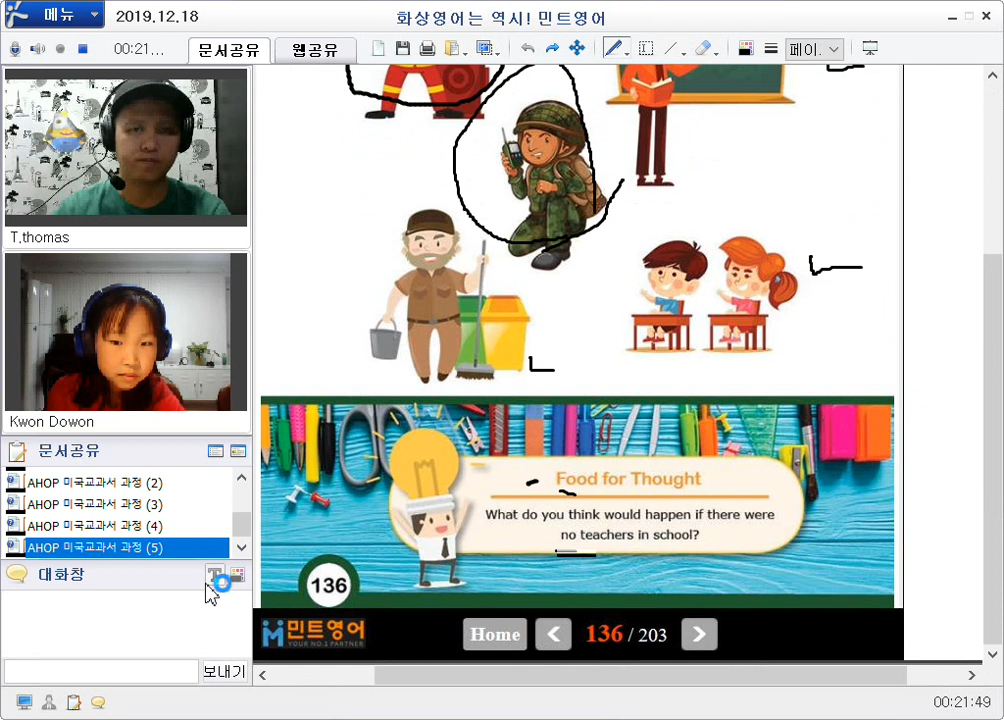 메뉴
2019.12.18
화상영어는 역시! 민트영어
00:21...
문서공유
웹공유
페이.
T.thomas
Kwon Dowon
문서공유
AHOP 미국교과서 과정 (2)
AHOP 미국교과서 과정 (3)
AHOP 미국교과서 과정 (4)
AHOP 미국교과서 과정 (5)
대화창
보내기
Food for Thought
What do you think would happen if there were
no teachers in school?
136
민트영어
YOUR NO.1 PARTNER
Home
136 / 203
00:21:49